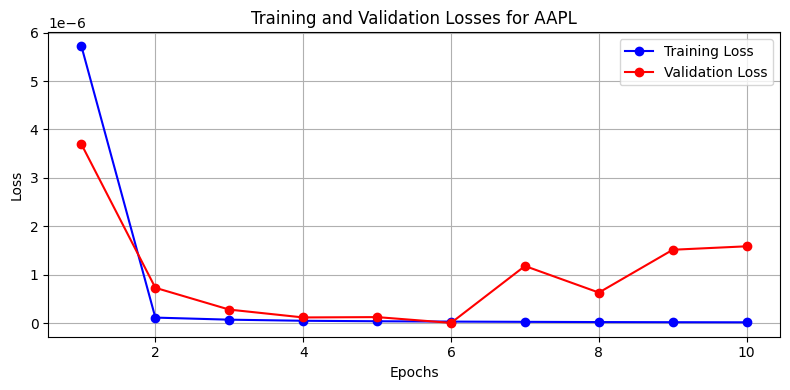 Training and Validation Losses for AAPL
1e−6
6
5
4
3
2
1
0
Loss
Training Loss
Validation Loss
2 4 6 8 10
Epochs